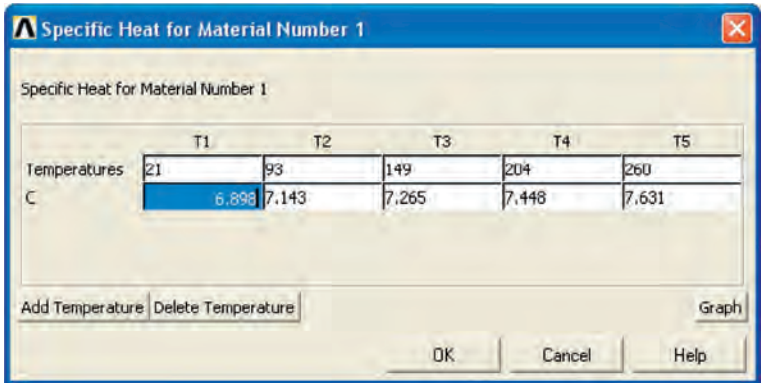 Specific Heat for Material Number 1
Specific Heat for Material Number 1
T1 T2 T3 T4 T5
Temperatures 21 93 149 204 260
C 6.898 7.143 7.265 7.448 7.631
Add Temperature Delete Temperature Graph
OK Cancel Help